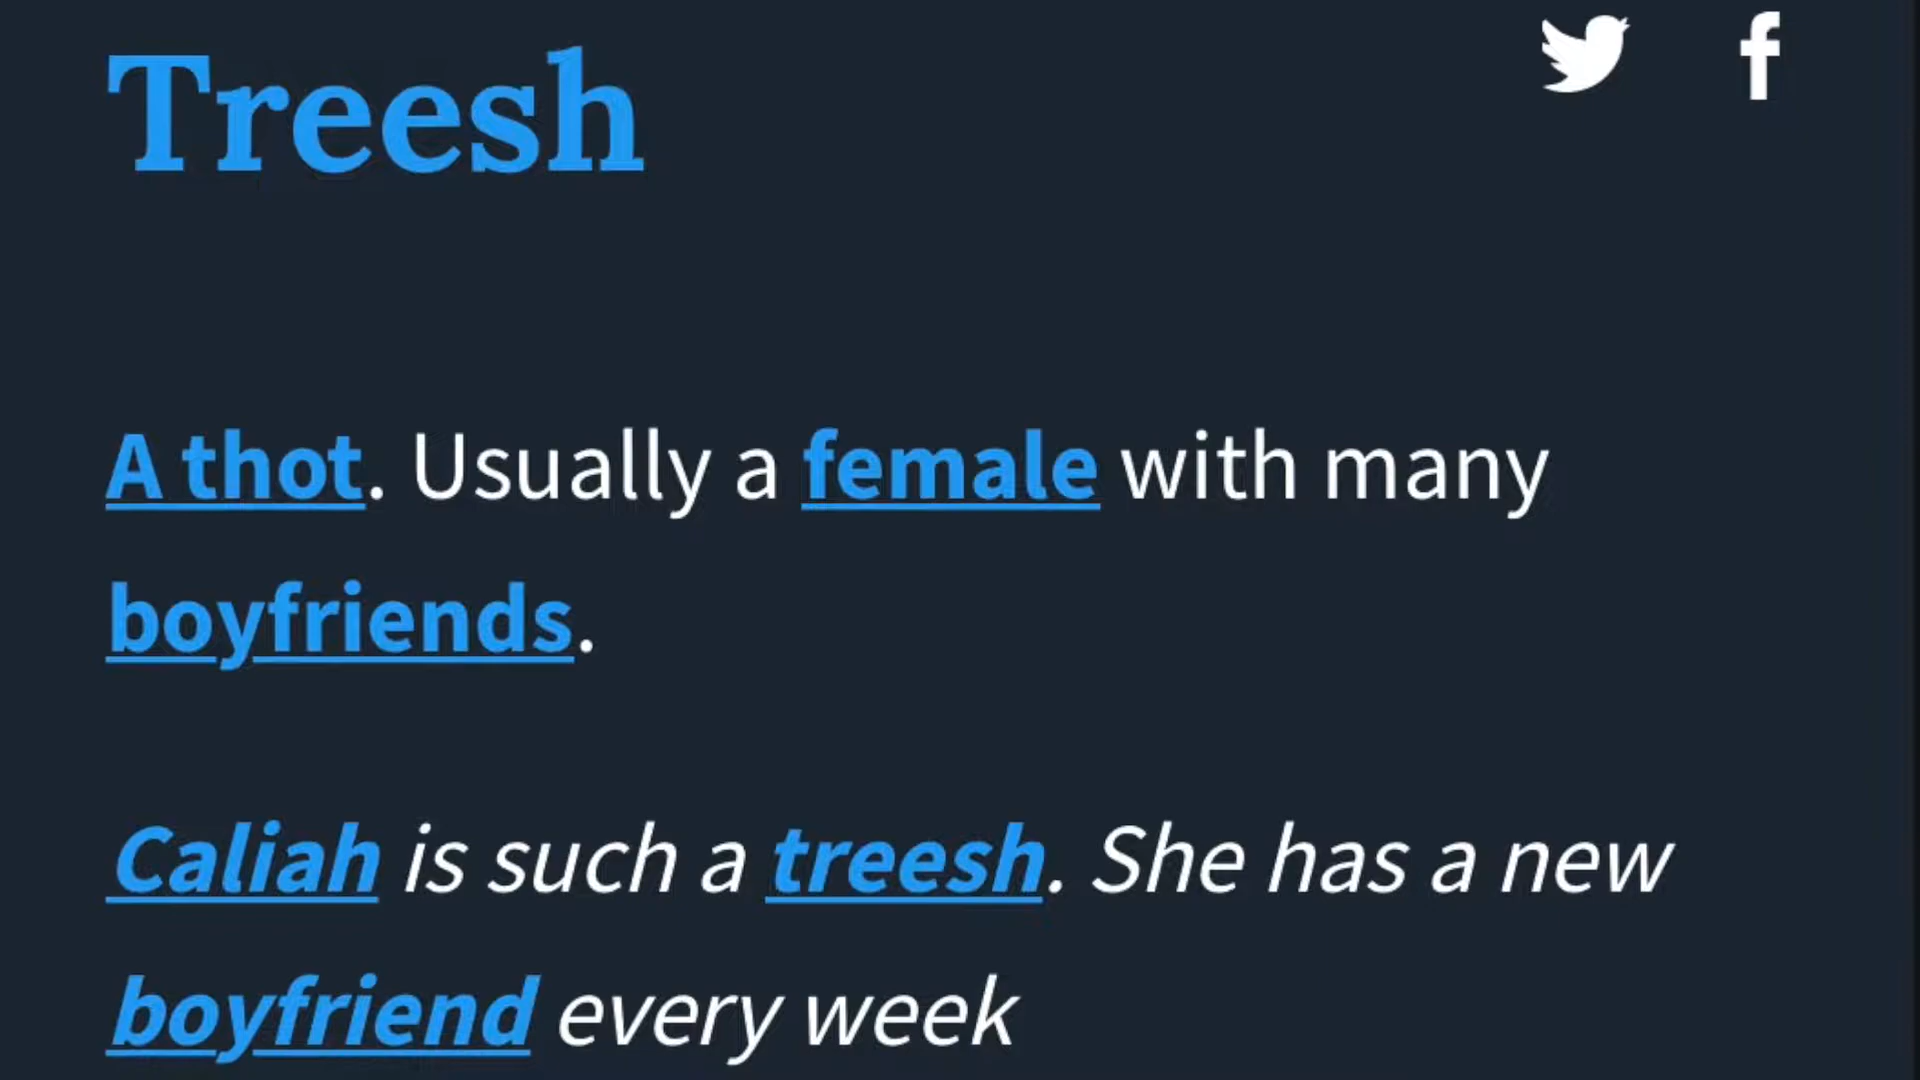 Treesh
A thot. Usually a female with many
boyfriends.
Caliah is such a treesh. She has a new
boyfriend every week